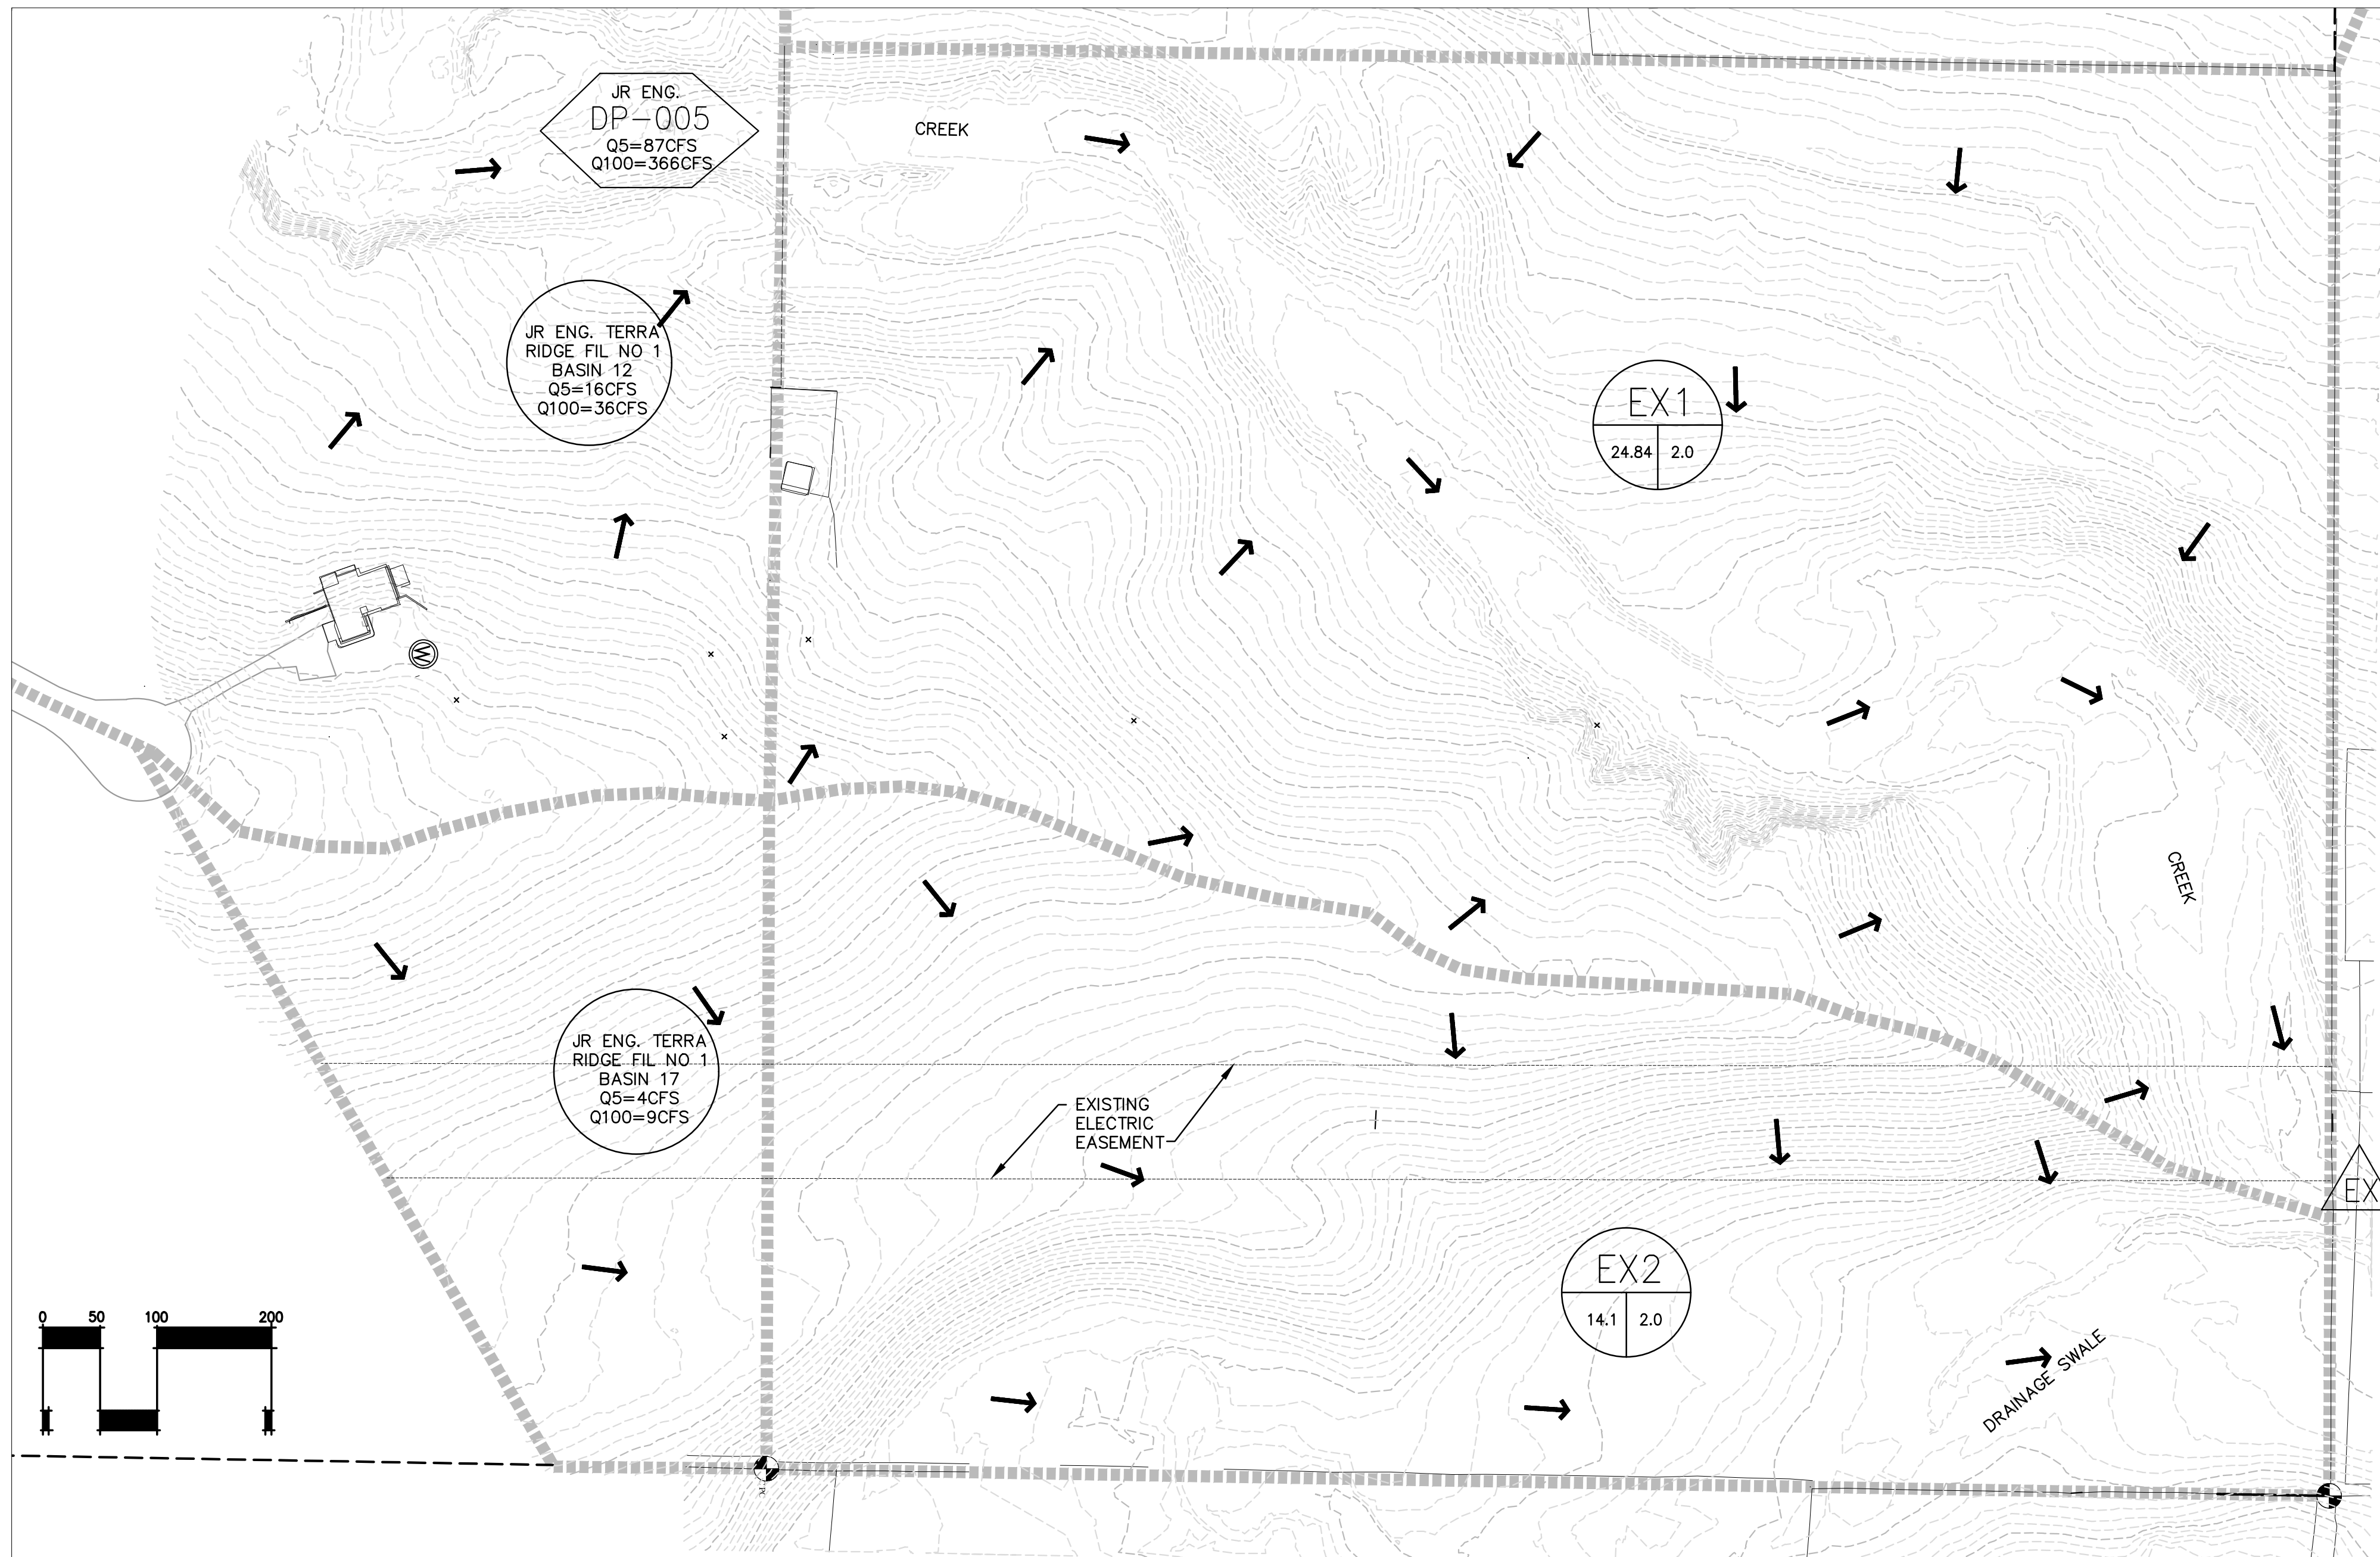 JR ENG.
DP-005
Q5=87CFS
Q100=366CFS
CREEK
JR ENG. TERRA
RIDGE FIL NO 1
BASIN 12
Q5=16CFS
Q100=36CFS
EX1
24.84 2.0
W
CREEK
JR ENG. TERRA
RIDGE FIL NO 1
BASIN 17
Q5=4CFS
Q100=9CFS
EXISTING
ELECTRIC
EASEMENT
EX
EX2
14.1 2.0
DRAINAGE SWALE
0 50 100 200